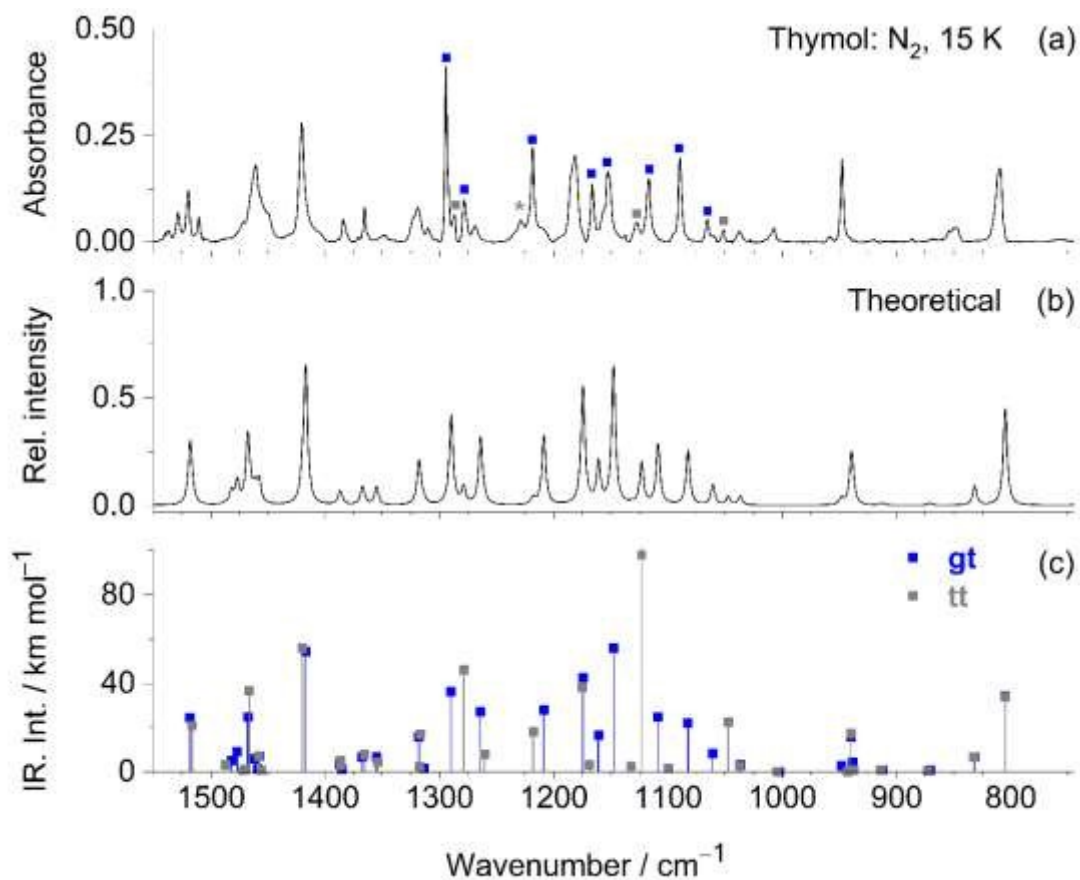 Thymol: N₂, 15 K (a)
Absorbance
0.50
0.25
0.00
*
Theoretical (b)
Rel. intensity
1.0
0.5
0.0
(c)
gt
tt
IR. Int. / km mol⁻¹
80
40
0
1500 1400 1300 1200 1100 1000 900 800
Wavenumber / cm⁻¹